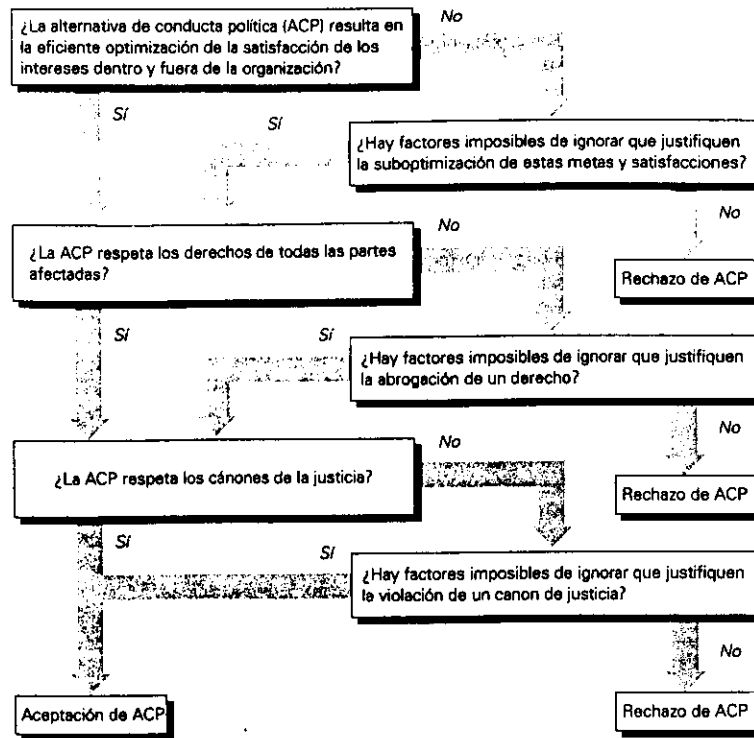 ¿La alternativa de conducta política (ACP) resulta en
la eficiente optimización de la satisfacción de los
intereses dentro y fuera de la organización?
No
Sí
Sí
¿Hay factores imposibles de ignorar que justifiquen
la suboptimización de estas metas y satisfacciones?
No
¿La ACP respeta los derechos de todas las partes
afectadas?
No
Rechazo de ACP
Sí
Sí
¿Hay factores imposibles de ignorar que justifiquen
la abrogación de un derecho?
No
¿La ACP respeta los cánones de la justicia?
No
Rechazo de ACP
Sí
Sí
¿Hay factores imposibles de ignorar que justifiquen
la violación de un canon de justicia?
No
Aceptación de ACP
Rechazo de ACP